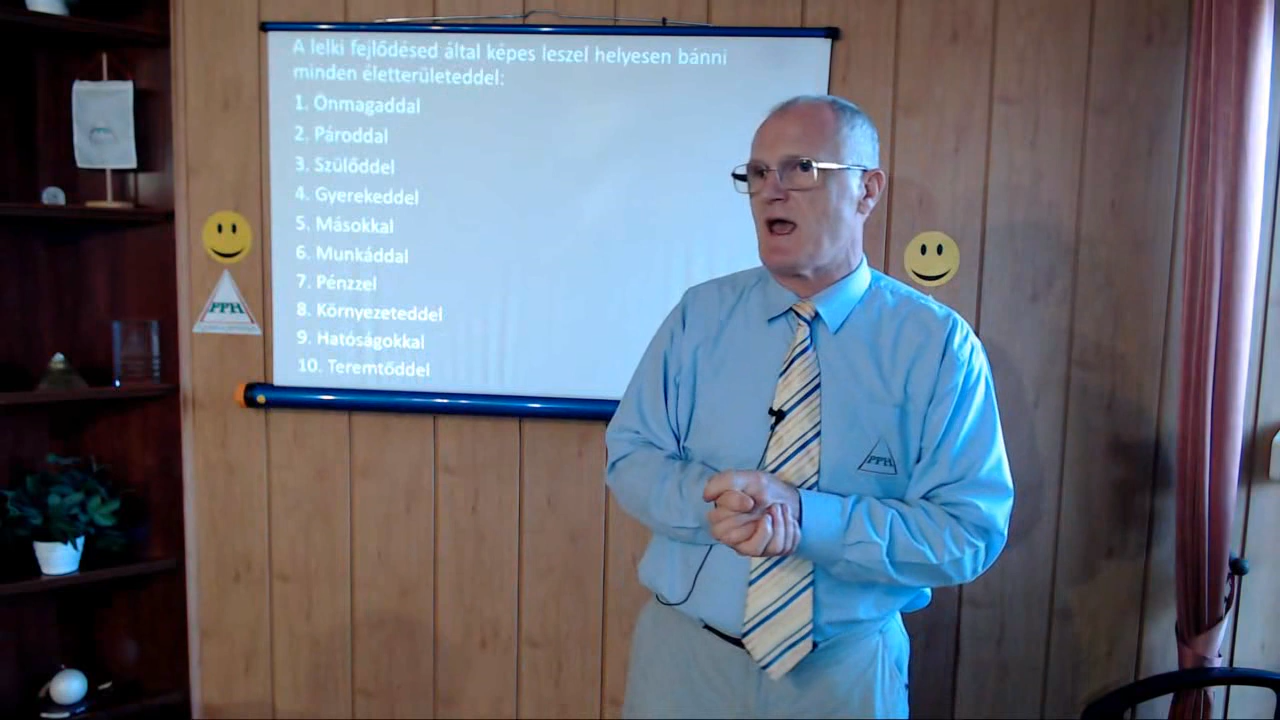 A lelki fejlődésed által képes leszel helyesen bánni
minden életterületeddel:
1. Önmagaddal
2. Pároddal
3. Szülőddel
4. Gyerekeddel
5. Másokkal
6. Munkáddal
7. Pénzzel
8. Környezeteddel
9. Hatóságokkal
10. Teremtőddel
PPH
PPH